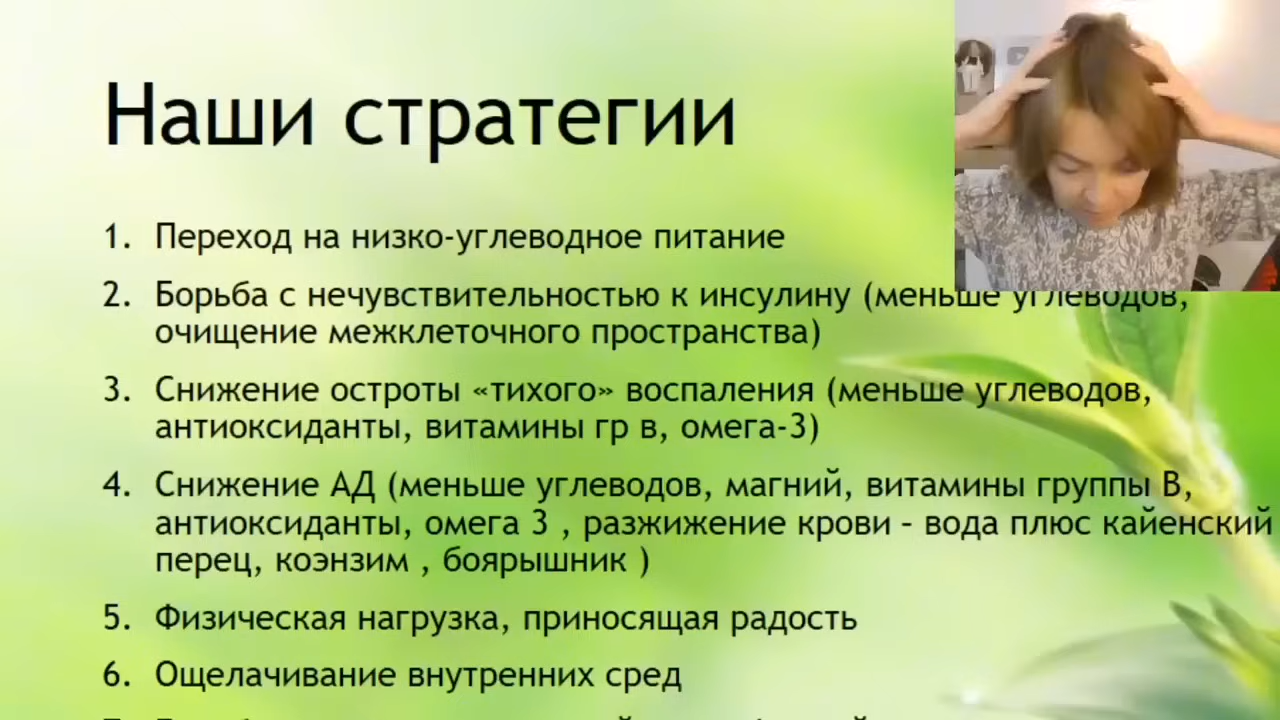 Наши стратегии
1. Переход на низко-углеводное питание
2. Борьба с нечувствительностью к инсулину (меньше углеводов,
очищение межклеточного пространства)
3. Снижение остроты «тихого» воспаления (меньше углеводов,
антиоксиданты, витамины гр в, омега-3)
4. Снижение АД (меньше углеводов, магний, витамины группы В,
антиоксиданты, омега 3 , разжижение крови – вода плюс кайенский
перец, коэнзим , боярышник )
5. Физическая нагрузка, приносящая радость
6. Ощелачивание внутренних сред